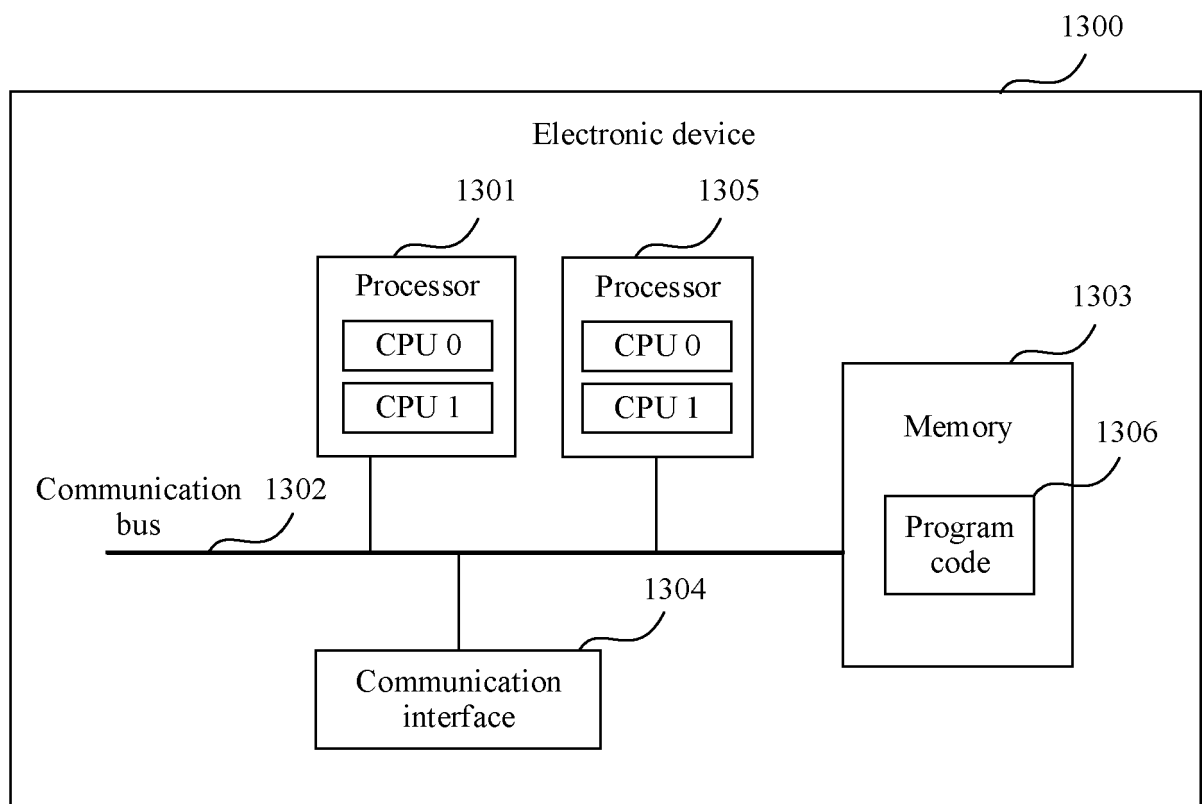 1300
Electronic device
1301
1305
Processor
CPU 0
CPU 1
Processor
CPU 0
CPU 1
1303
Memory
1306
Program
code
Communication
bus
1302
1304
Communication
interface